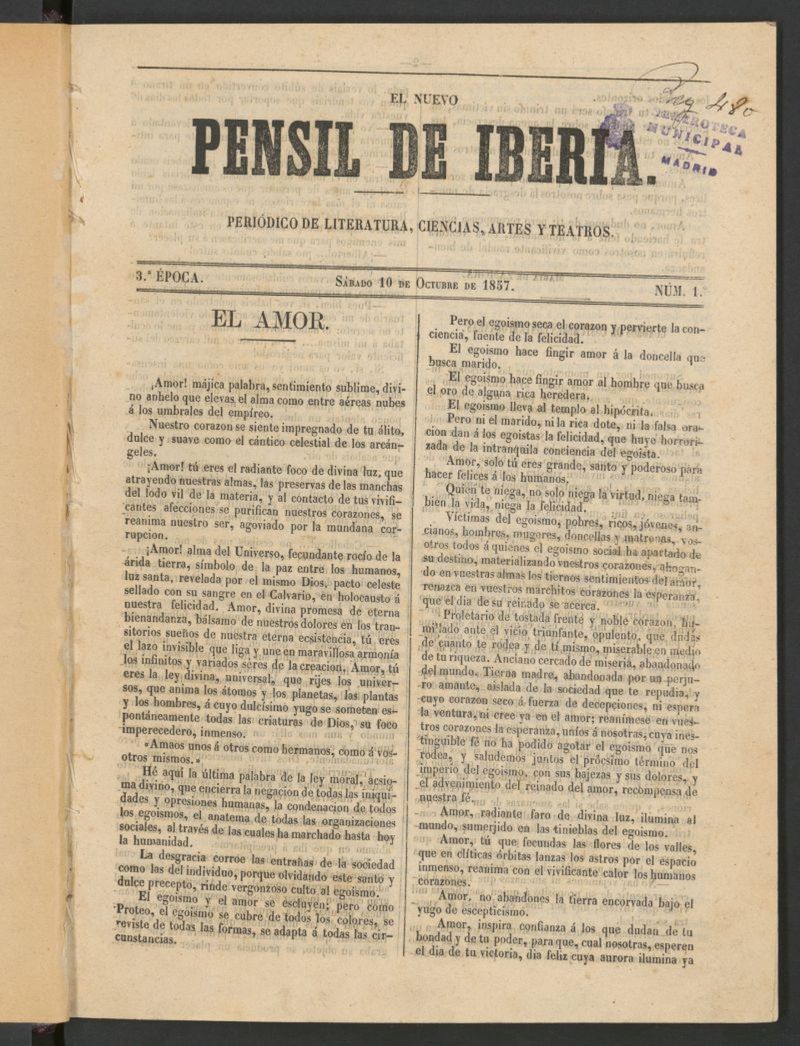 —2—
Leg 480
EL NUEVO
PENSIL DE IBERIA.
HEMEROTECA
MUNICIPAL
MADRID
PERIÓDICO DE LITERATURA, CIENCIAS, ARTES Y TEATROS.
3.ª ÉPOCA.
SÁBADO 10 DE OCTUBRE DE 1857.
NÚM. 1.
EL AMOR.
¡Amor! májica palabra, sentimiento sublime, divi-
no anhelo que elevas el alma como entre aéreas nubes
á los umbrales del empíreo.
Nuestro corazon se siente impregnado de tu álito,
dulce y suave como el cántico celestial de los arcán-
geles.
¡Amor! tú eres el radiante foco de divina luz, que
atrayendo nuestras almas, las preservas de las manchas
del lodo vil de la materia, y al contacto de tus vivifi-
cantes afecciones se purifican nuestros corazones, se
reanima nuestro ser, agoviado por la mundana cor-
rupcion.
¡Amor! alma del Universo, fecundante rocío de la
árida tierra, símbolo de la paz entre los humanos,
luz santa, revelada por el mismo Dios, pacto celeste
sellado con su sangre en el Calvario, en holocausto á
nuestra felicidad. Amor, divina promesa de eterna
bienandanza, bálsamo de nuestros dolores en los tran-
sitorios sueños de nuestra eterna ecsistencia, tú eres
el lazo invisible que liga y une en maravillosa armonía
los infinitos y variados séres de la creacion. Amor, tú
eres la ley divina, universal, que rijes los univer-
sos, que anima los átomos y los planetas, las plantas
y los hombres, á cuyo dulcísimo yugo se someten es-
pontáneamente todas las criaturas de Dios, su foco
imperecedero, inmenso.
«Amaos unos á otros como hermanos, como á vos-
otros mismos.»
Hé aquí la última palabra de la ley moral, acsio-
ma divino, que encierra la negacion de todas las iniqui-
dades y opresiones humanas, la condenacion de todos
los egoismos, el anatema de todas las organizaciones
sociales, al través de las cuales ha marchado hasta hoy
la humanidad.
La desgracia corroe las entrañas de la sociedad
como las del individuo, porque olvidando este santo y
dulce precepto, rinde vergonzoso culto al egoismo.
El egoismo y el amor se escluyen; pero como
Proteo, el egoismo se cubre de todos los colores, se
reviste de todas las formas, se adapta á todas las cir-
cunstancias.
Pero el egoismo seca el corazon y pervierte la con-
ciencia, fuente de la felicidad.
El egoismo hace fingir amor á la doncella que
busca marido.
El egoismo hace fingir amor al hombre que busca
el oro de alguna rica heredera.
El egoismo lleva al templo al hipócrita.
Pero ni el marido, ni la rica dote, ni la falsa ora-
cion dan á los egoistas la felicidad, que huye horrori-
zada de la intranquila conciencia del egoista.
Amor, solo tú eres grande, santo y poderoso para
hacer felices á los humanos.
Quien te niega, no solo niega la virtud, niega tam-
bien la vida, niega la felicidad.
Víctimas del egoismo, pobres, ricos, jóvenes, an-
cianos, hombres, mugeres, doncellas y matronas, vos-
otros todos á quienes el egoismo social ha apartado de
su destino, materializando vuestros corazones, ahogan-
do en vuestras almas los tiernos sentimientos del amor,
renazca en vuestros marchitos corazones la esperanza,
que el dia de su reinado se acerca.
Proletario de tostada frente y noble corazon, hu-
millado ante el vicio triunfante, opulento, que dudas
de cuanto te rodea y de tí mismo, miserable en medio
de tu riqueza. Anciano cercado de miseria, abandonado
del mundo. Tierna madre, abandonada por un perju-
ro amante, aislada de la sociedad que te repudia, y
cuyo corazon seco á fuerza de decepciones, ni espera
la ventura, ni cree ya en el amor; reanímese en vues-
tros corazones la esperanza, uníos á nosotras, cuya ines-
tinguible fé no ha podido agotar el egoismo que nos
rodea, y saludemos juntos el prócsimo término del
imperio del egoismo, con sus bajezas y sus dolores, y
el advenimiento del reinado del amor, recompensa de
nuestra fé.
Amor, radiante faro de divina luz, ilumina al
mundo, sumerjido en las tinieblas del egoismo.
Amor, tú que fecundas las flores de los valles,
que en clíticas órbitas lanzas los astros por el espacio
inmenso, reanima con el vivificante calor los humanos
corazones.
Amor, no abandones la tierra encorvada bajo el
yugo de escepticismo.
Amor, inspira confianza á los que dudan de tu
bondad y de tu poder, para que, cual nosotras, esperen
el dia de tu victoria, dia feliz cuya aurora ilumina ya